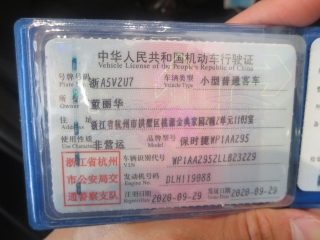 中华人民共和国机动车行驶证
Vehicle License of the People's Republic of China
号牌号码 浙A5V2U7 车辆类型 小型普通客车
Plate No. Vehicle Type
所有人 董丽华
Owner
住址 浙江省杭州市拱墅区
Address
使用性质 非营运 品牌型号 保时捷WP1AA295
Use Character Model
浙江省杭州 车辆识别代号 WP1AA2952LLB23229
VIN
市公安局交 发动机号码 DLH119088
Engine No.
通警察支队 注册日期 2020-09-29 发证日期 2020-09-29